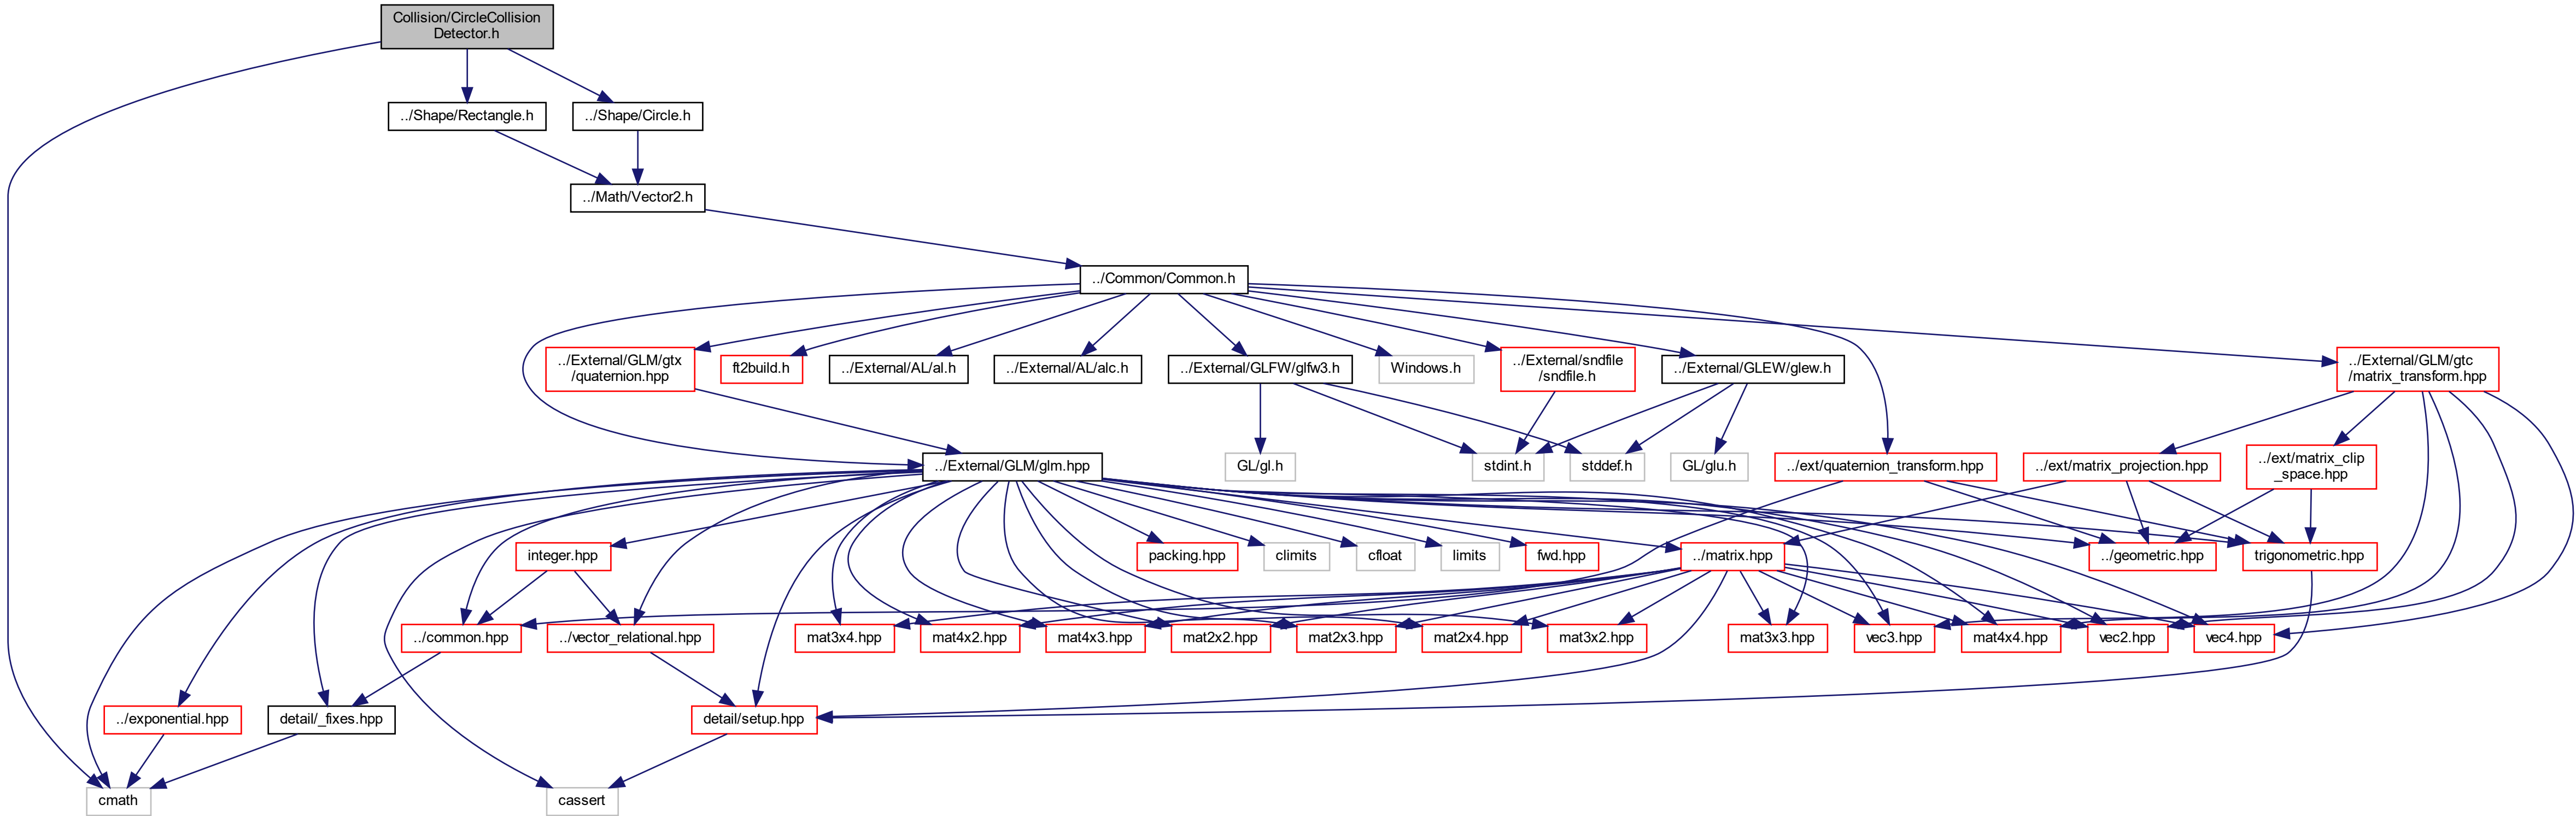 Collision/CircleCollision
Detector.h
../Shape/Rectangle.h
../Shape/Circle.h
../Math/Vector2.h
../Common/Common.h
../External/GLM/gtx
/quaternion.hpp
ft2build.h
../External/AL/al.h
../External/AL/alc.h
../External/GLFW/glfw3.h
Windows.h
../External/sndfile
/sndfile.h
../External/GLEW/glew.h
../External/GLM/gtc
/matrix_transform.hpp
../External/GLM/glm.hpp
GL/gl.h
stdint.h
stddef.h
GL/glu.h
../ext/quaternion_transform.hpp
../ext/matrix_projection.hpp
../ext/matrix_clip
_space.hpp
integer.hpp
packing.hpp
climits
cfloat
limits
fwd.hpp
../matrix.hpp
../geometric.hpp
trigonometric.hpp
../common.hpp
../vector_relational.hpp
mat3x4.hpp
mat4x2.hpp
mat4x3.hpp
mat2x2.hpp
mat2x3.hpp
mat2x4.hpp
mat3x2.hpp
mat3x3.hpp
vec3.hpp
mat4x4.hpp
vec2.hpp
vec4.hpp
../exponential.hpp
detail/_fixes.hpp
detail/setup.hpp
cmath
cassert